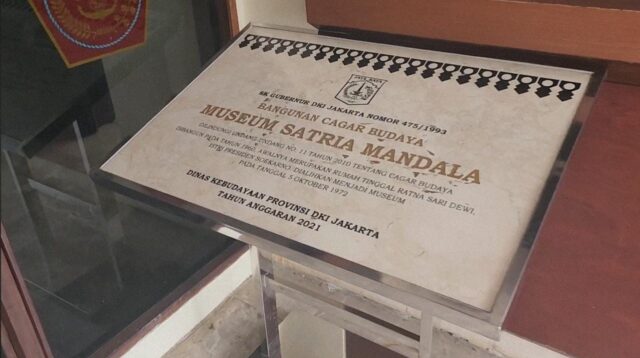 JAYA RAYA
SK GUBERNUR DKI JAKARTA NOMOR 475/1993
BANGUNAN CAGAR BUDAYA
MUSEUM SATRIA MANDALA
DILINDUNGI UNDANG-UNDANG NO. 11 TAHUN 2010 TENTANG CAGAR BUDAYA
DIBANGUN PADA TAHUN 1960, AWALNYA MERUPAKAN RUMAH TINGGAL RATNA SARI DEWI,
ISTRI PRESIDEN SOEKARNO. DIALIHKAN MENJADI MUSEUM
PADA TANGGAL 5 OKTOBER 1972
DINAS KEBUDAYAAN PROVINSI DKI JAKARTA
TAHUN ANGGARAN 2021